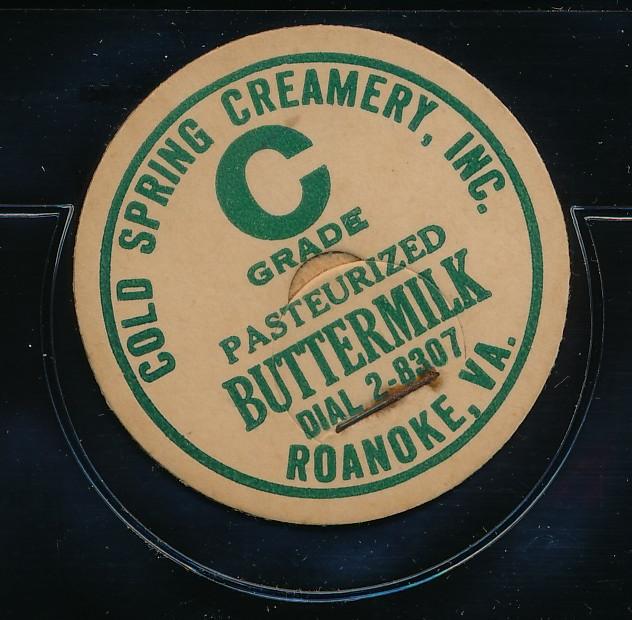 COLD SPRING CREAMERY, INC.
C
GRADE
PASTEURIZED
BUTTERMILK
DIAL 2-8307
ROANOKE, VA.